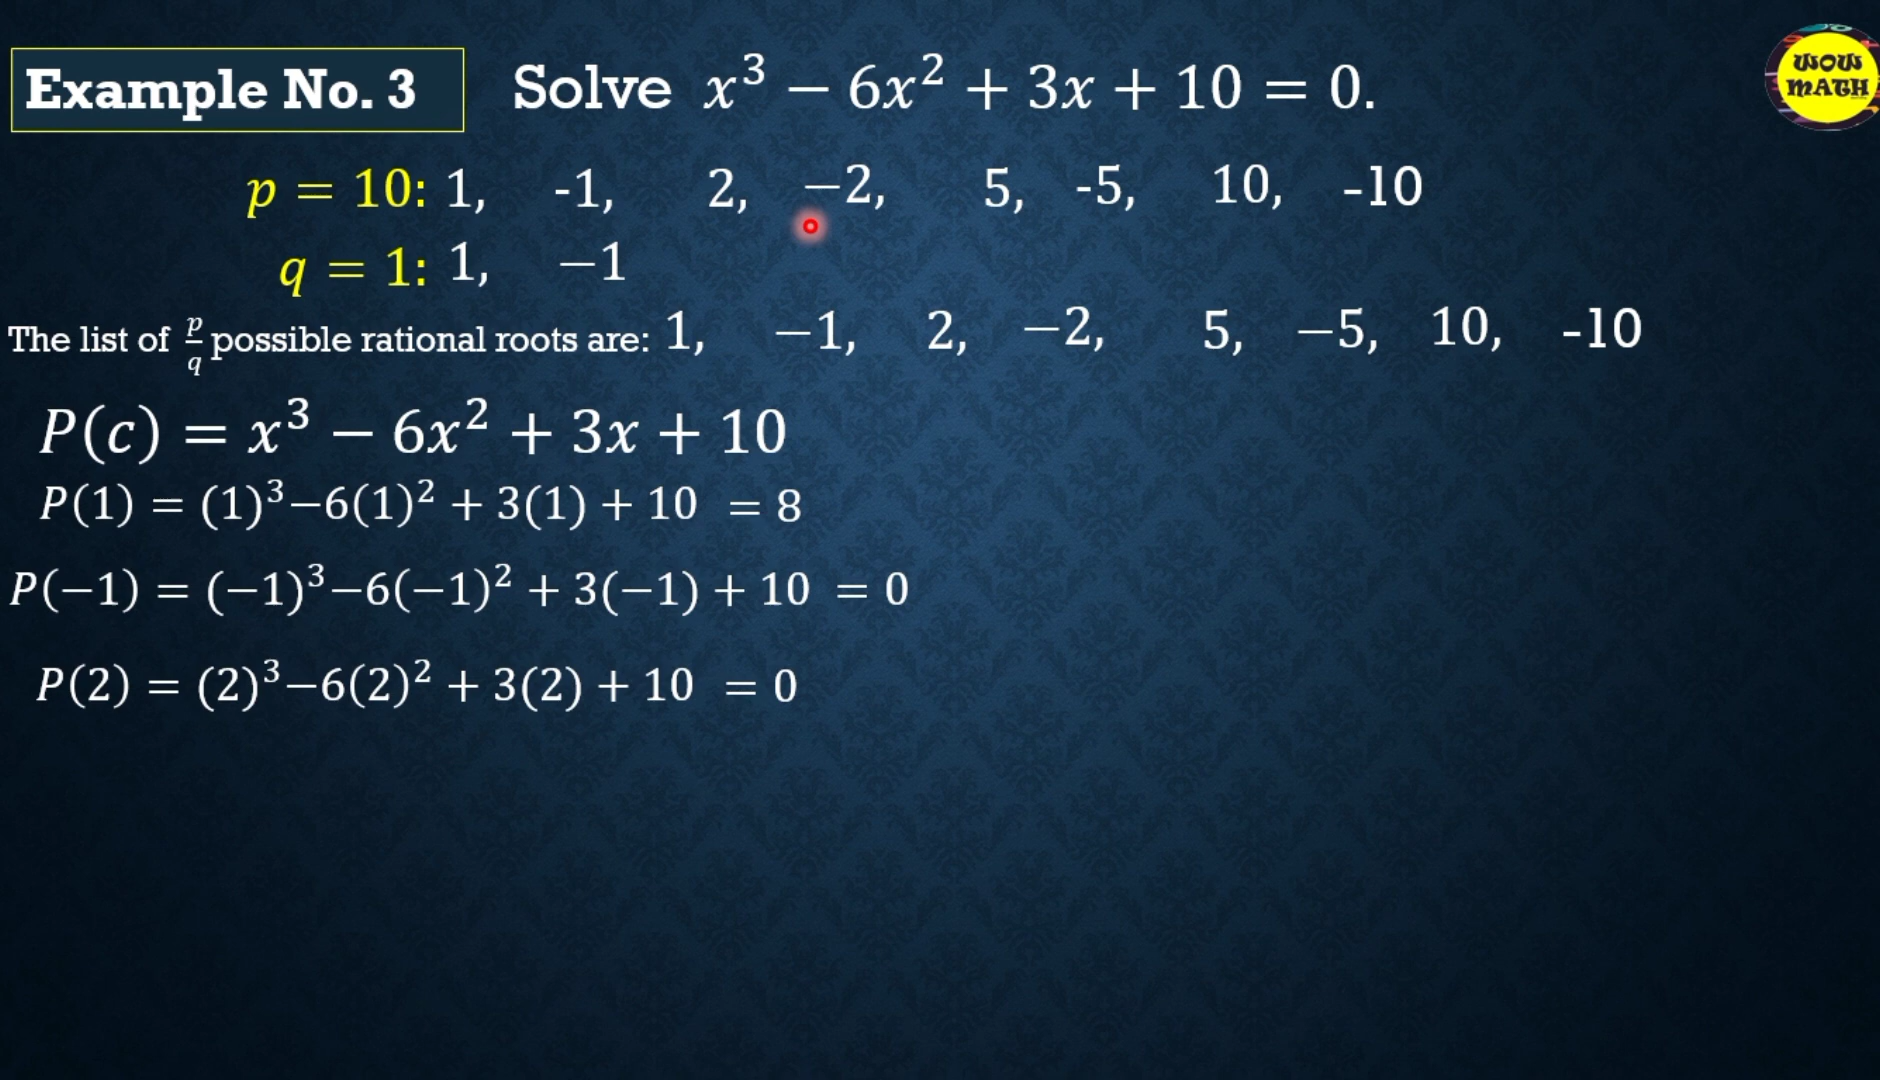 Example No. 3 Solve x³ − 6x² + 3x + 10 = 0.
WOW
MATH
p = 10: 1, -1, 2, −2, 5, -5, 10, -10
q = 1: 1, −1
The list of p/q possible rational roots are: 1, −1, 2, −2, 5, −5, 10, -10
P(c) = x³ − 6x² + 3x + 10
P(1) = (1)³−6(1)² + 3(1) + 10 = 8
P(−1) = (−1)³−6(−1)² + 3(−1) + 10 = 0
P(2) = (2)³−6(2)² + 3(2) + 10 = 0